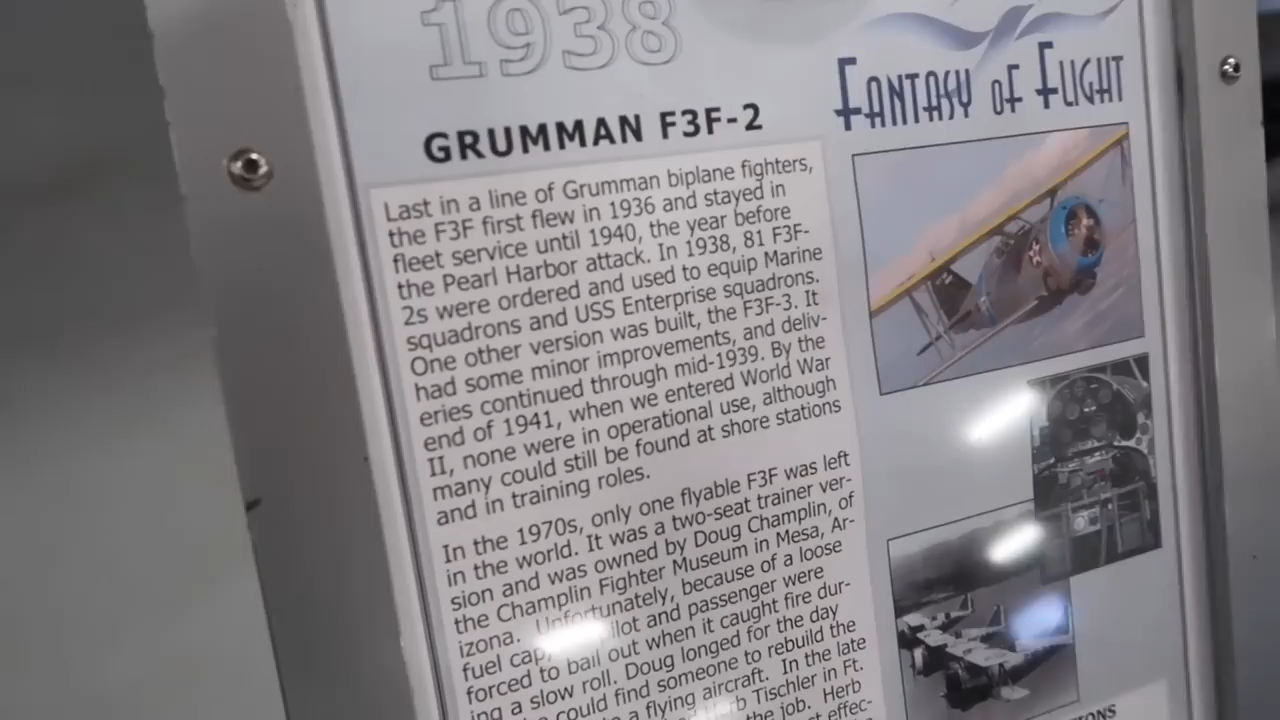 1938
FANTASY OF FLIGHT
GRUMMAN F3F-2
Last in a line of Grumman biplane fighters,
the F3F first flew in 1936 and stayed in
fleet service until 1940, the year before
the Pearl Harbor attack. In 1938, 81 F3F-
2s were ordered and used to equip Marine
squadrons and USS Enterprise squadrons.
One other version was built, the F3F-3. It
had some minor improvements, and deliv-
eries continued through mid-1939. By the
end of 1941, when we entered World War
II, none were in operational use, although
many could still be found at shore stations
and in training roles.
In the 1970s, only one flyable F3F was left
in the world. It was a two-seat trainer ver-
sion and was owned by Doug Champlin, of
the Champlin Fighter Museum in Mesa, Ar-
izona. Unfortunately, because of a loose
fuel cap, pilot and passenger were
forced to bail out when it caught fire dur-
ing a slow roll. Doug longed for the day
could find someone to rebuild the
a flying aircraft. In the late
Tischler in Ft.
the job. Herb
effec-